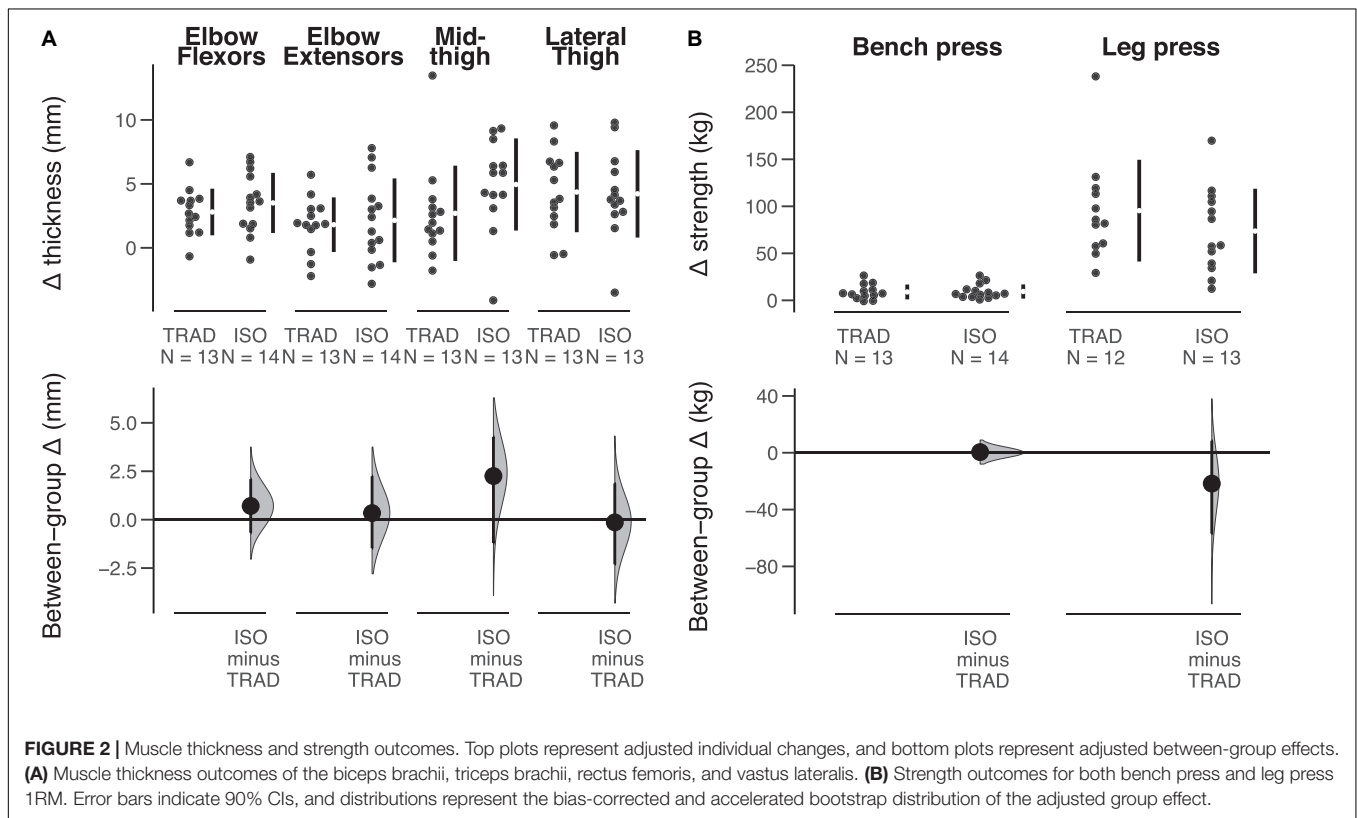 A
Elbow Flexors
Elbow Extensors
Mid-thigh
Lateral Thigh
Δ thickness (mm)
10
5
0
TRAD ISO TRAD ISO TRAD ISO TRAD ISO
N = 13 N = 14 N = 13 N = 14 N = 13 N = 13 N = 13 N = 13
Between-group Δ (mm)
5.0
2.5
0.0
−2.5
ISO ISO ISO ISO
minus minus minus minus
TRAD TRAD TRAD TRAD
B
Bench press Leg press
Δ strength (kg)
250
200
150
100
50
0
TRAD ISO TRAD ISO
N = 13 N = 14 N = 12 N = 13
Between-group Δ (kg)
40
0
−40
−80
ISO ISO
minus minus
TRAD TRAD
FIGURE 2 | Muscle thickness and strength outcomes. Top plots represent adjusted individual changes, and bottom plots represent adjusted between-group effects.
(A) Muscle thickness outcomes of the biceps brachii, triceps brachii, rectus femoris, and vastus lateralis. (B) Strength outcomes for both bench press and leg press
1RM. Error bars indicate 90% CIs, and distributions represent the bias-corrected and accelerated bootstrap distribution of the adjusted group effect.